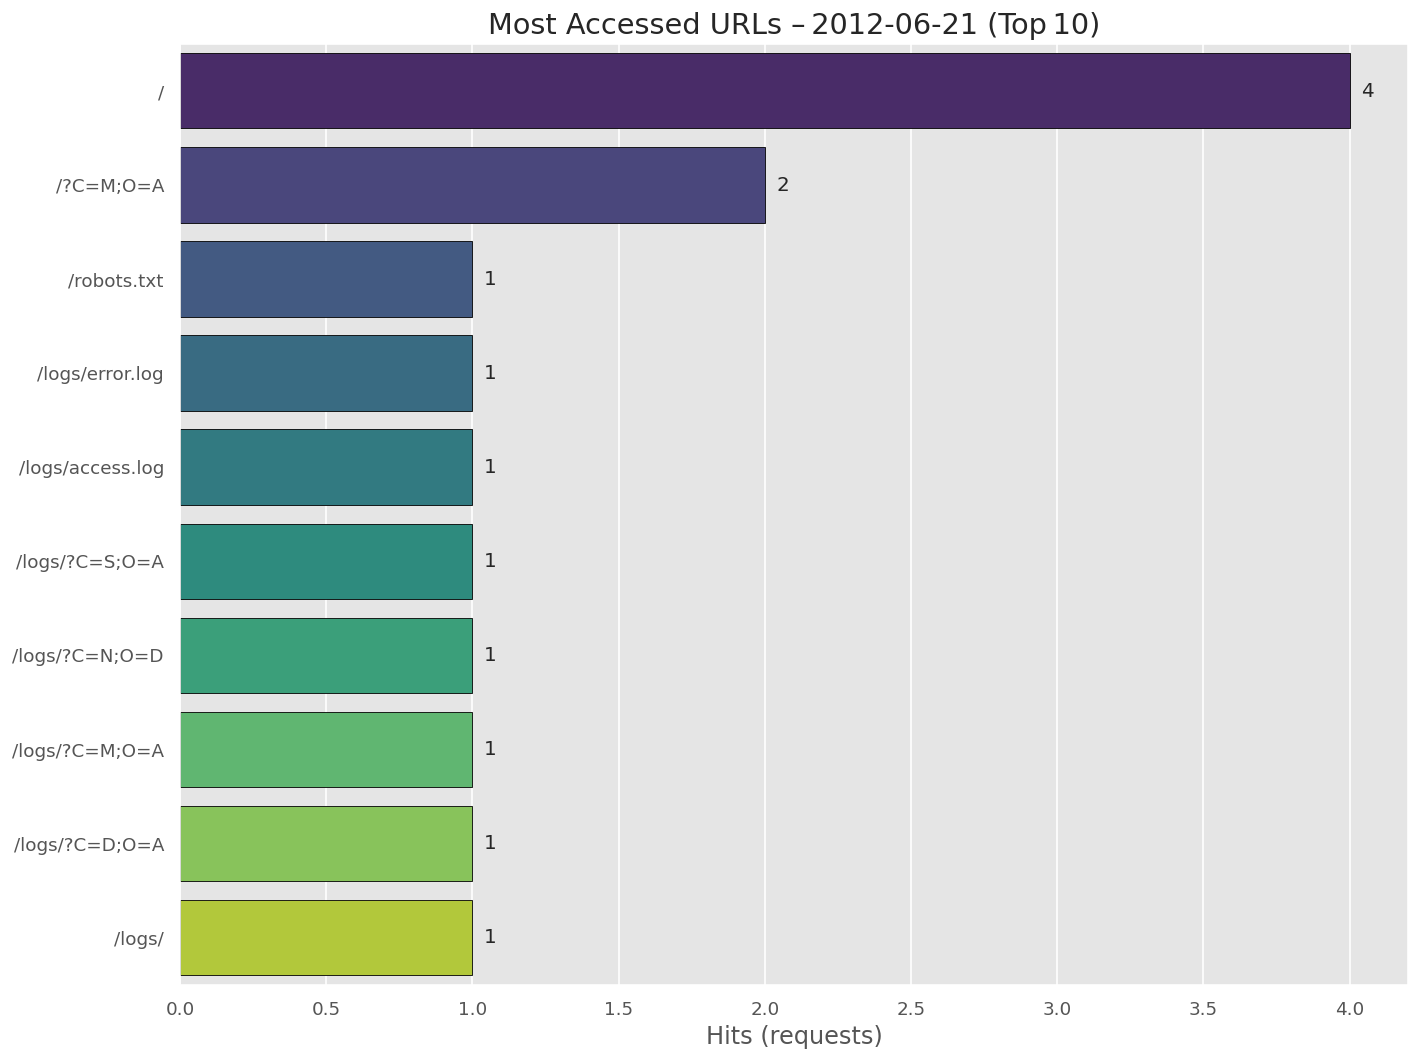 Most Accessed URLs – 2012-06-21 (Top 10)
/
4
/?C=M;O=A
2
/robots.txt
1
/logs/error.log
1
/logs/access.log
1
/logs/?C=S;O=A
1
/logs/?C=N;O=D
1
/logs/?C=M;O=A
1
/logs/?C=D;O=A
1
/logs/
1
0.0 0.5 1.0 1.5 2.0 2.5 3.0 3.5 4.0
Hits (requests)